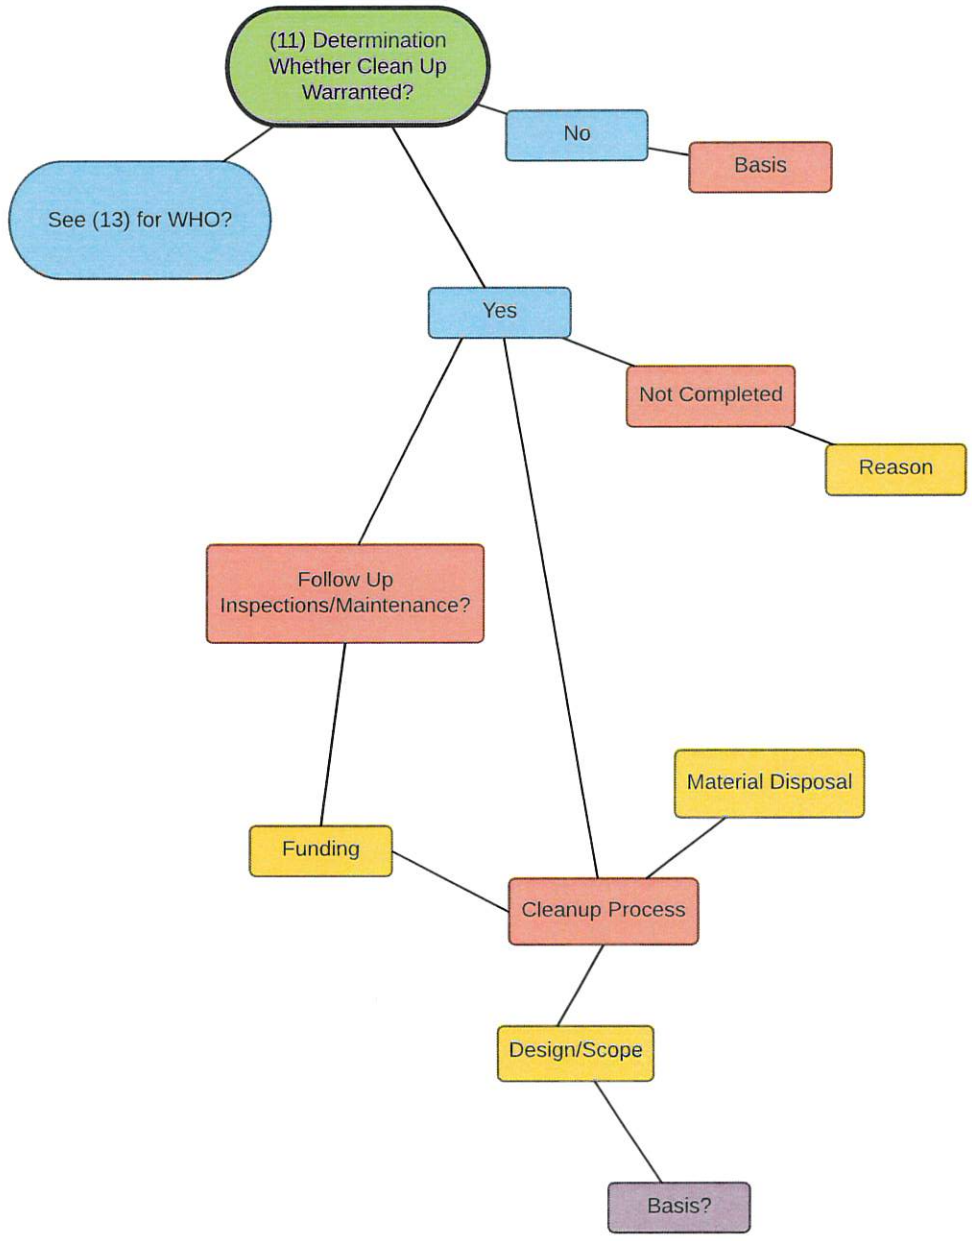 (11) Determination
Whether Clean Up
Warranted?
No
Basis
See (13) for WHO?
Yes
Not Completed
Reason
Follow Up
Inspections/Maintenance?
Material Disposal
Funding
Cleanup Process
Design/Scope
Basis?